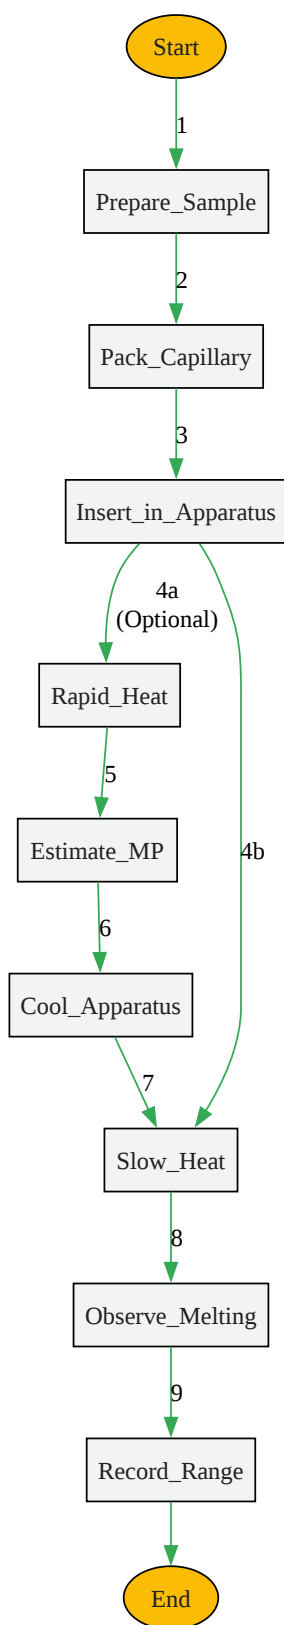 Start
1
Prepare_Sample
2
Pack_Capillary
3
Insert_in_Apparatus
4a
(Optional)
Rapid_Heat
5
Estimate_MP
4b
6
Cool_Apparatus
7
Slow_Heat
8
Observe_Melting
9
Record_Range
End